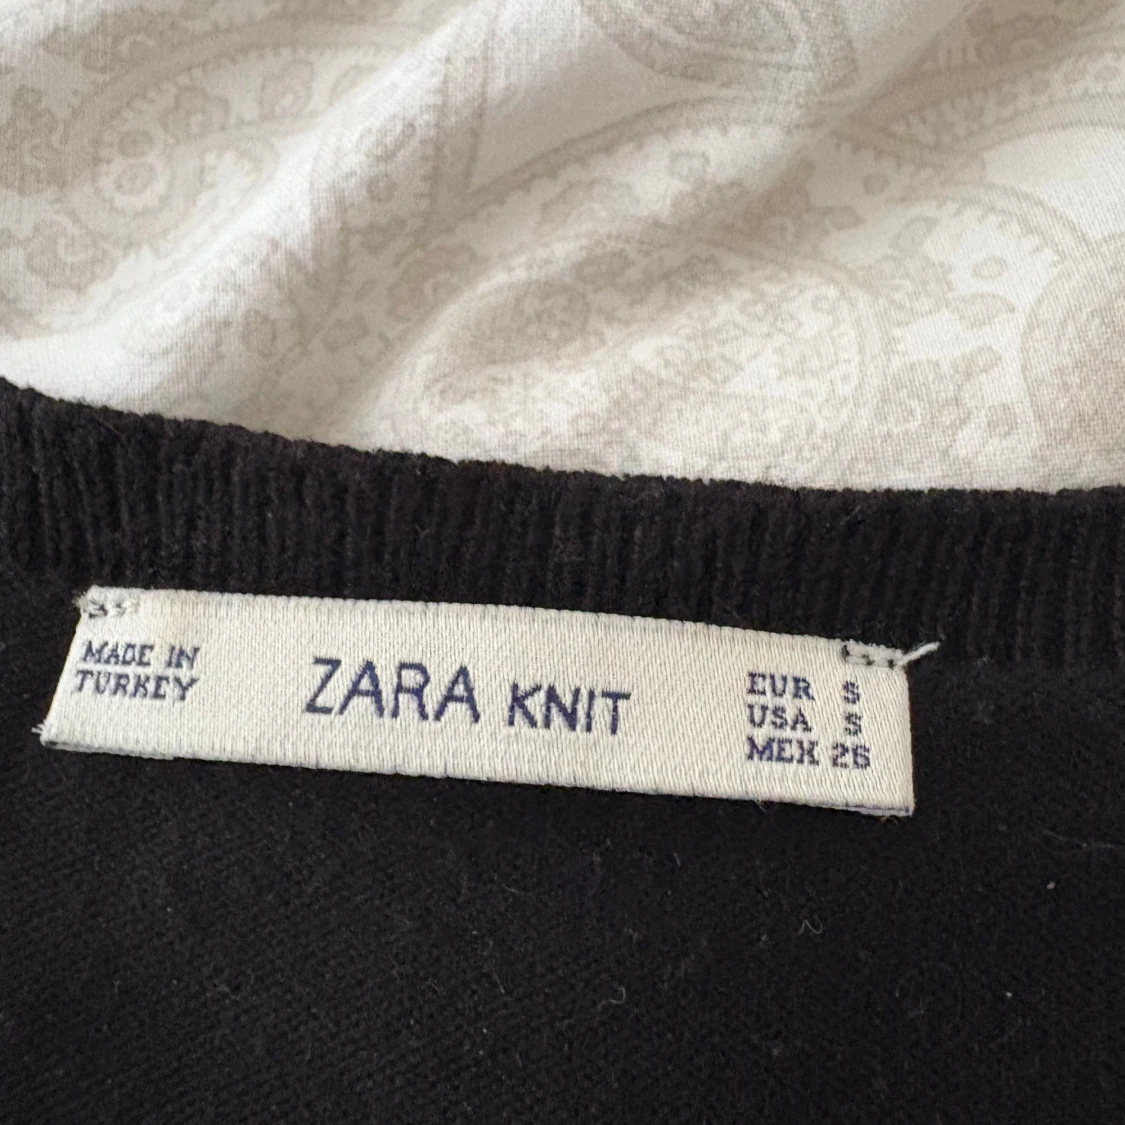 MADE IN
TURKEY
ZARA KNIT
EUR S
USA S
MEX 26